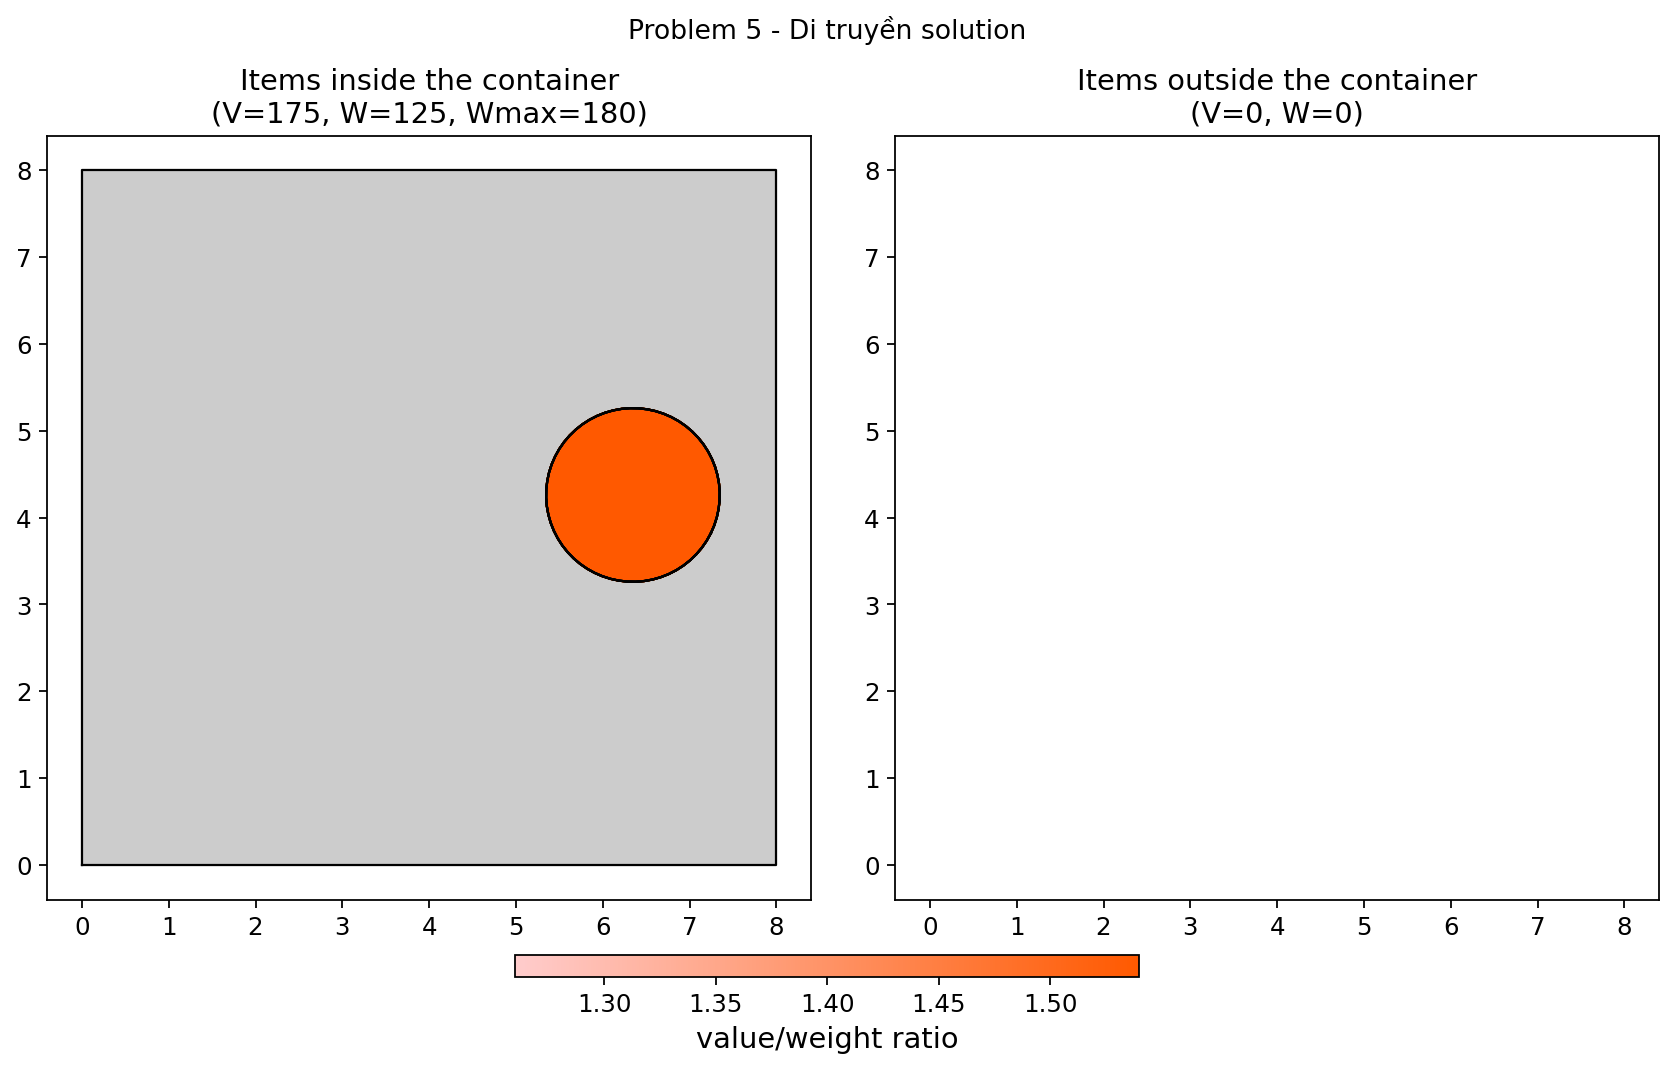 Problem 5 - Di truyền solution
Items inside the container
(V=175, W=125, Wmax=180)
8
7
6
5
4
3
2
1
0
0 1 2 3 4 5 6 7 8
Items outside the container
(V=0, W=0)
8
7
6
5
4
3
2
1
0
0 1 2 3 4 5 6 7 8
1.30 1.35 1.40 1.45 1.50
value/weight ratio